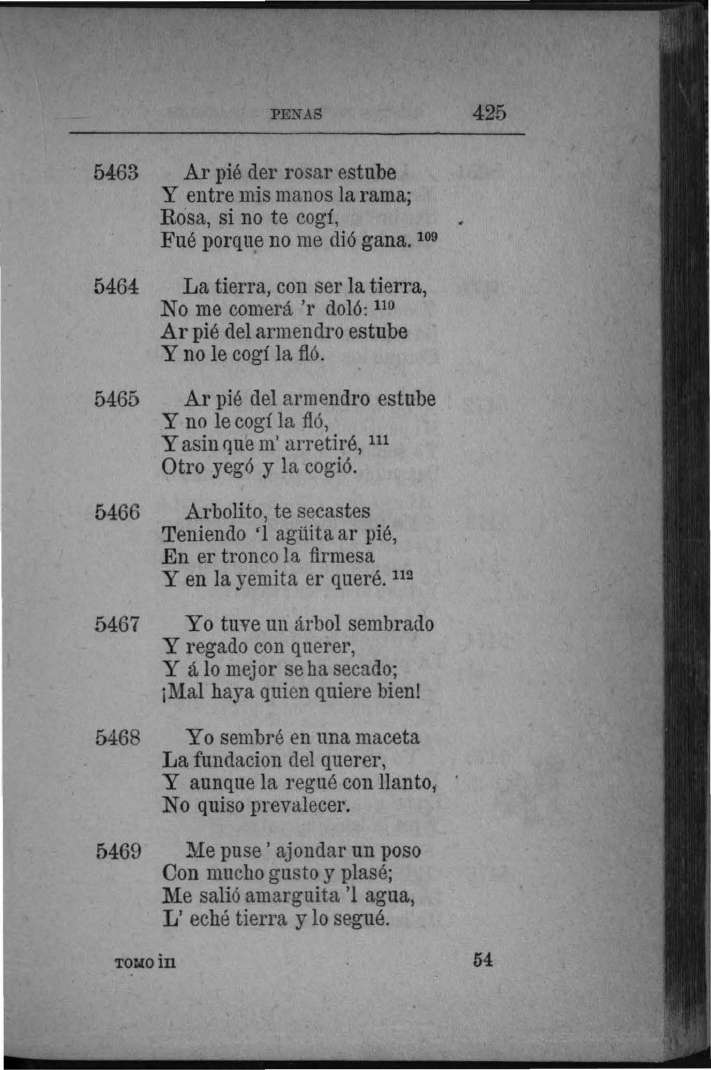 PENAS 425
5463 Ar pié der rosar estube
Y entre mis manos la rama;
Rosa, si no te cogí,
Fué porque no me dió gana. 109
5464 La tierra, con ser la tierra,
No me comerá 'r doló: 110
Ar pié del armendro estube
Y no le cogí la fló.
5465 Ar pié del armendro estube
Y no le cogí la fló,
Y asin que m' arretiré, 111
Otro yegó y la cogió.
5466 Arbolito, te secastes
Teniendo 'l agüita ar pié,
En er tronco la firmesa
Y en la yemita er queré. 112
5467 Yo tuve un árbol sembrado
Y regado con querer,
Y á lo mejor se ha secado;
¡Mal haya quien quiere bien!
5468 Yo sembré en una maceta
La fundacion del querer,
Y aunque la regué con llanto,
No quiso prevalecer.
5469 Me puse ' ajondar un poso
Con mucho gusto y plasé;
Me salió amarguita 'l agua,
L' eché tierra y lo segué.
TOMO III 54